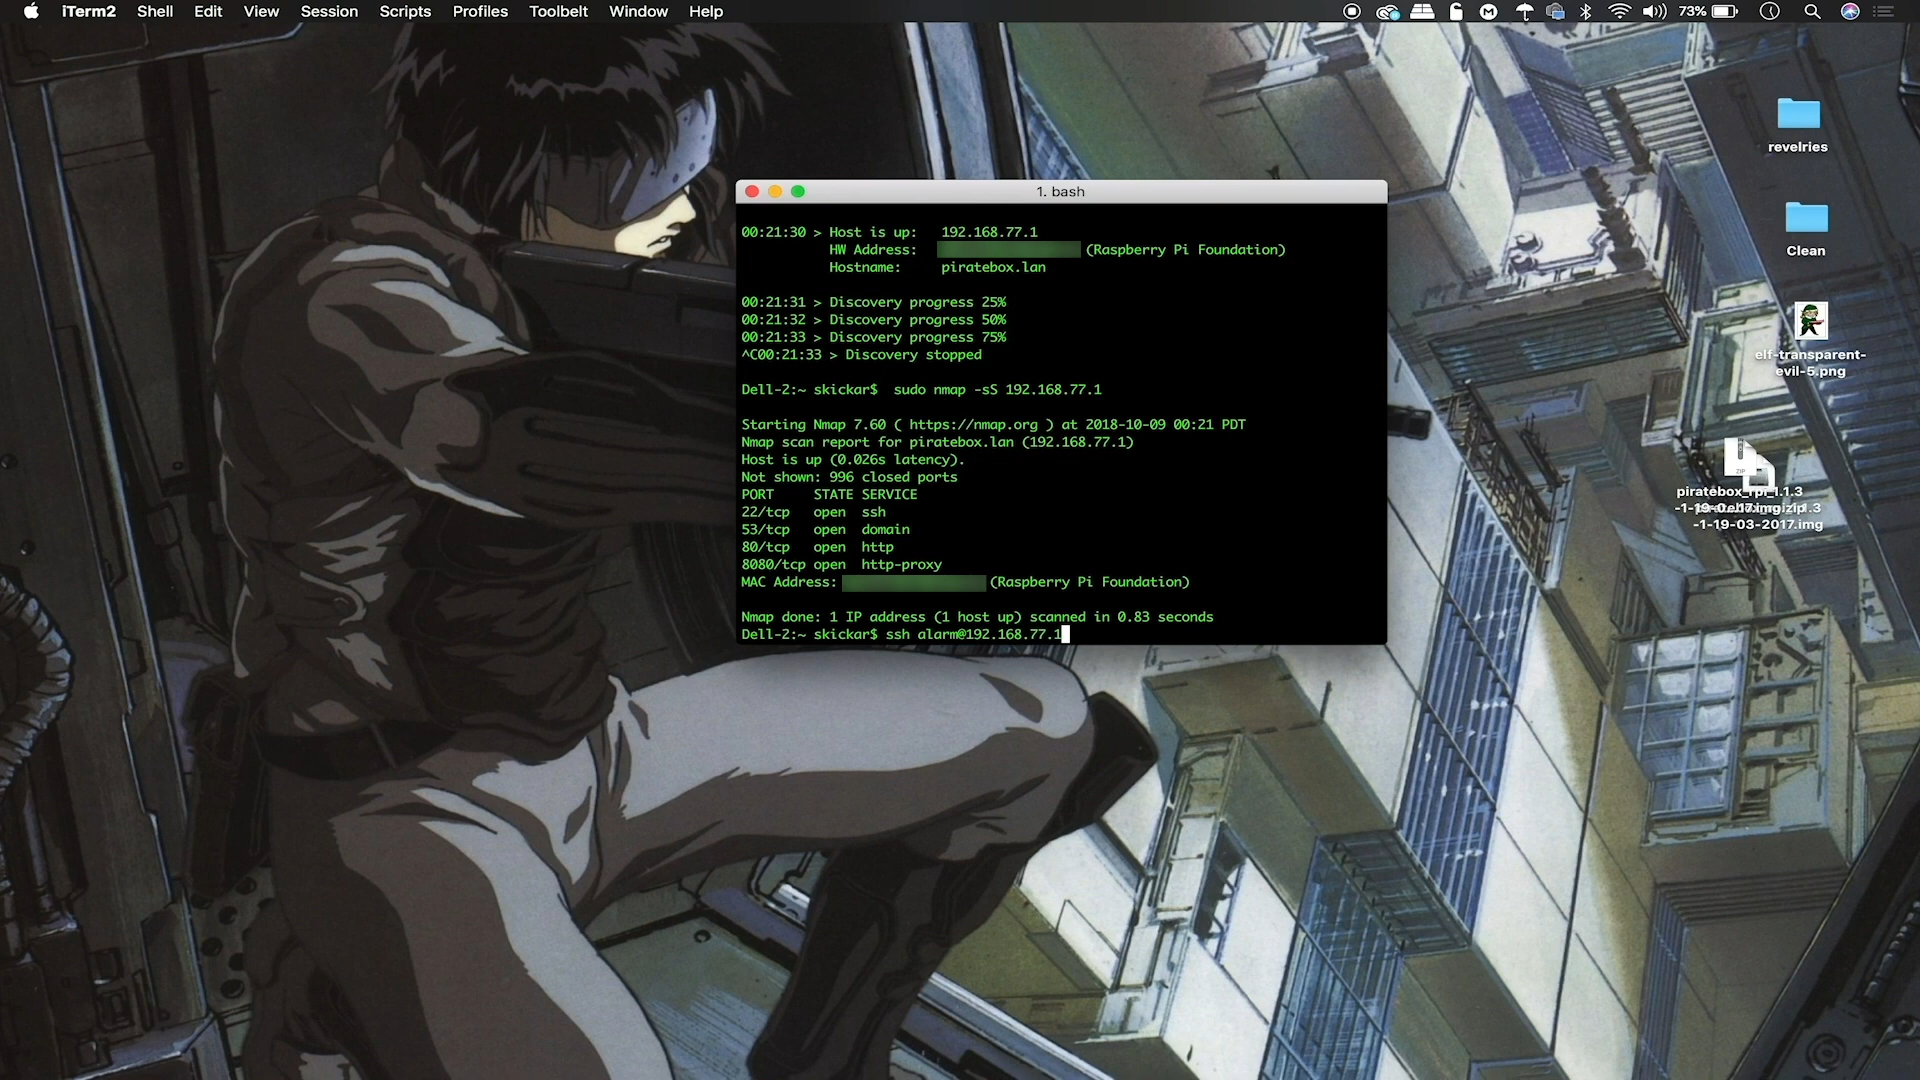 iTerm2 Shell Edit View Session Scripts Profiles Toolbelt Window Help
73%
1. bash
00:21:30 > Host is up: 192.168.77.1
HW Address: (Raspberry Pi Foundation)
Hostname: piratebox.lan
00:21:31 > Discovery progress 25%
00:21:32 > Discovery progress 50%
00:21:33 > Discovery progress 75%
^C00:21:33 > Discovery stopped
Dell-2:~ skickar$  sudo nmap -sS 192.168.77.1
Starting Nmap 7.60 ( https://nmap.org ) at 2018-10-09 00:21 PDT
Nmap scan report for piratebox.lan (192.168.77.1)
Host is up (0.026s latency).
Not shown: 996 closed ports
PORT STATE SERVICE
22/tcp open ssh
53/tcp open domain
80/tcp open http
8080/tcp open http-proxy
MAC Address: (Raspberry Pi Foundation)
Nmap done: 1 IP address (1 host up) scanned in 0.83 seconds
Dell-2:~ skickar$ ssh alarm@192.168.77.1
revelries
Clean
elf-transparent-
evil-5.png
ZIP
piratebox_rpi_1.1.3
-1-19-03-2017.img